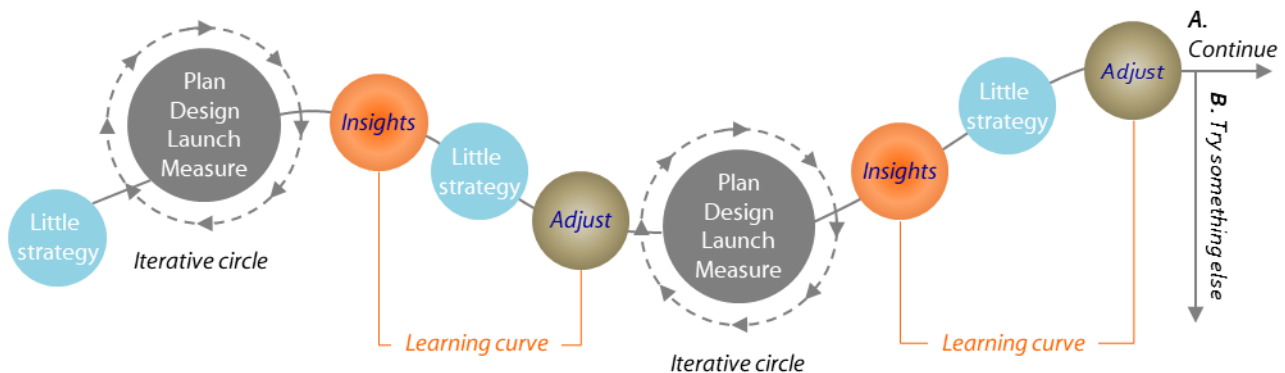 Little
strategy
Plan
Design
Launch
Measure
Iterative circle
Insights
Little
strategy
Adjust
Learning curve
Plan
Design
Launch
Measure
Iterative circle
Insights
Little
strategy
Adjust
Learning curve
A.
Continue
B. Try something else